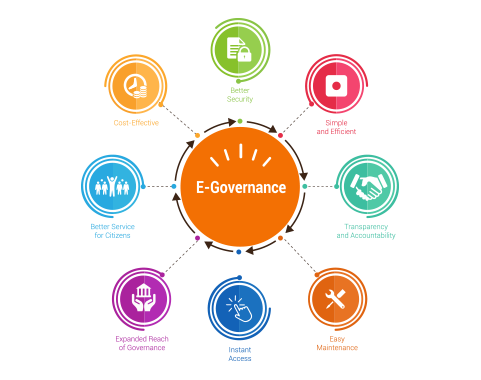 Better
Security
Cost-Effective
Simple
and Efficient
E-Governance
Better Service
for Citizens
Transparency
and Accountability
Expanded Reach
of Governance
Instant
Access
Easy
Maintenance